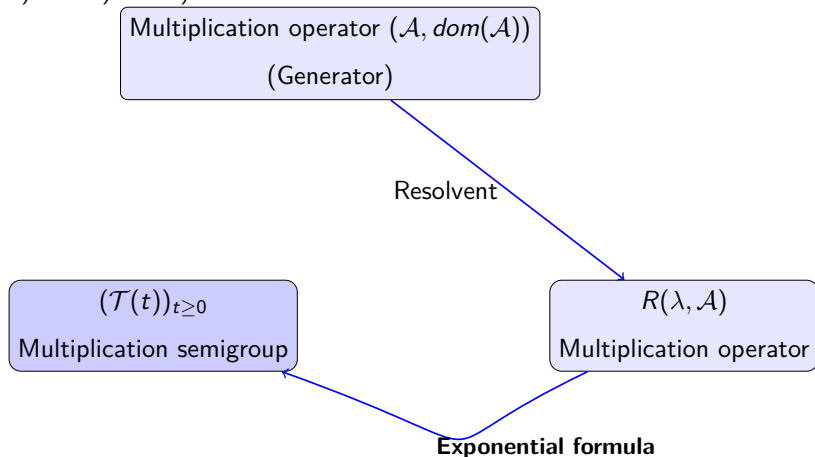 Multiplication operator (𝒜, dom(𝒜))
(Generator)
Resolvent
(𝒯(t))ₜ≥₀
Multiplication semigroup
R(λ, 𝒜)
Multiplication operator
Exponential formula